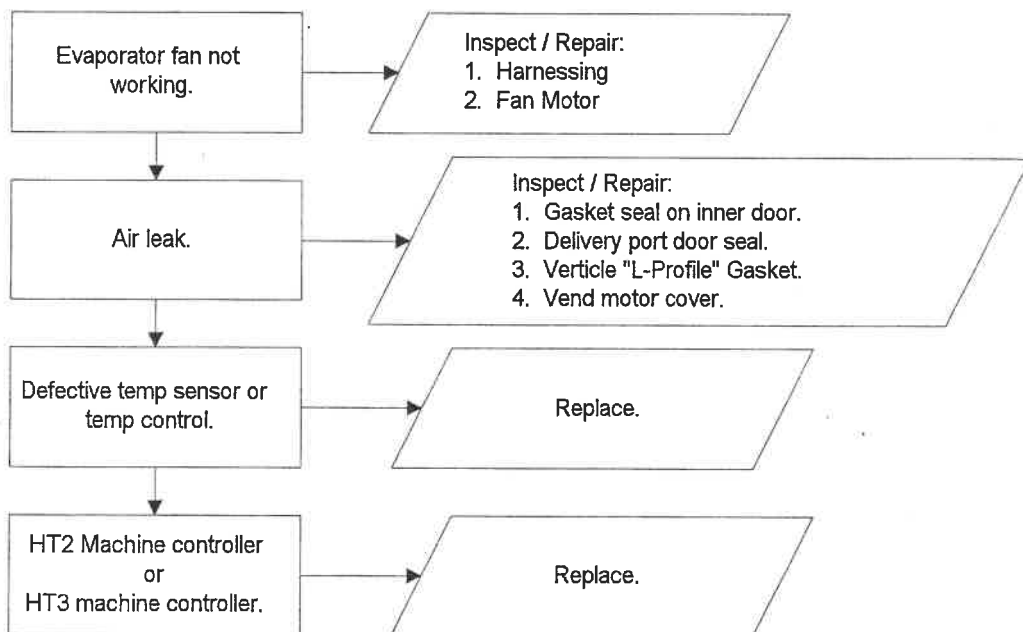 Evaporator fan not
working.
Inspect / Repair:
1. Harnessing
2. Fan Motor
Air leak.
Inspect / Repair:
1. Gasket seal on inner door.
2. Delivery port door seal.
3. Verticle "L-Profile" Gasket.
4. Vend motor cover.
Defective temp sensor or
temp control.
Replace.
HT2 Machine controller
or
HT3 machine controller.
Replace.